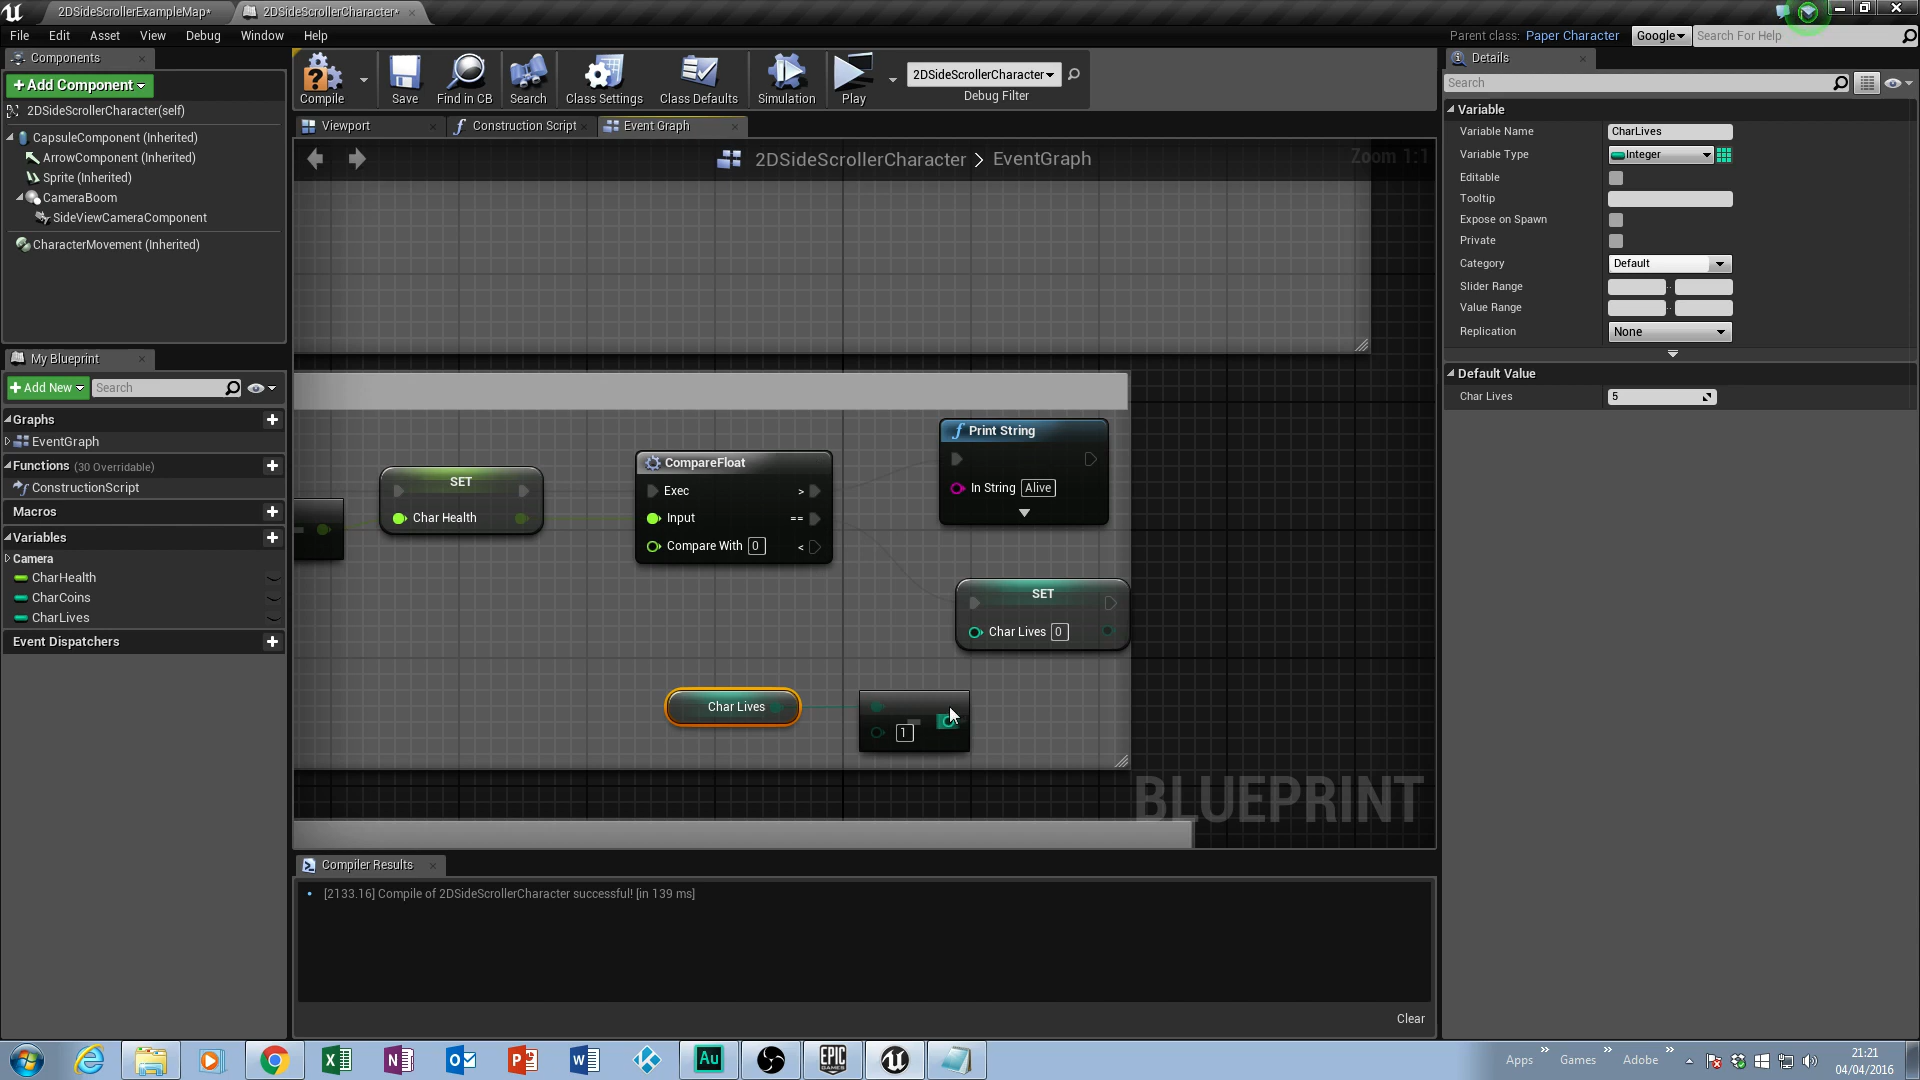 2DSideScrollerExampleMap*
2DSideScrollerCharacter*
File Edit Asset View Debug Window Help
Parent class: Paper Character
Google
Search For Help
Components
+Add Component
2DSideScrollerCharacter(self)
CapsuleComponent (Inherited)
ArrowComponent (Inherited)
Sprite (Inherited)
CameraBoom
SideViewCameraComponent
CharacterMovement (Inherited)
Compile
Save
Find in CB
Search
Class Settings
Class Defaults
Simulation
Play
2DSideScrollerCharacter
Debug Filter
Viewport
Construction Script
Event Graph
2DSideScrollerCharacter > EventGraph
Zoom 1:1
My Blueprint
+Add New
Search
Graphs
EventGraph
Functions (30 Overridable)
ConstructionScript
Macros
Variables
Camera
CharHealth
CharCoins
CharLives
Event Dispatchers
SET
Char Health
CompareFloat
Exec >
Input ==
Compare With 0 <
Print String
In String Alive
SET
Char Lives 0
Char Lives
1
BLUEPRINT
Compiler Results
[2133.16] Compile of 2DSideScrollerCharacter successful! [in 139 ms]
Clear
Details
Search
Variable
Variable Name CharLives
Variable Type Integer
Editable
Tooltip
Expose on Spawn
Private
Category Default
Slider Range
Value Range
Replication None
Default Value
Char Lives 5
Au
EPIC GAMES
Apps » Games » Adobe »
21:21
04/04/2016